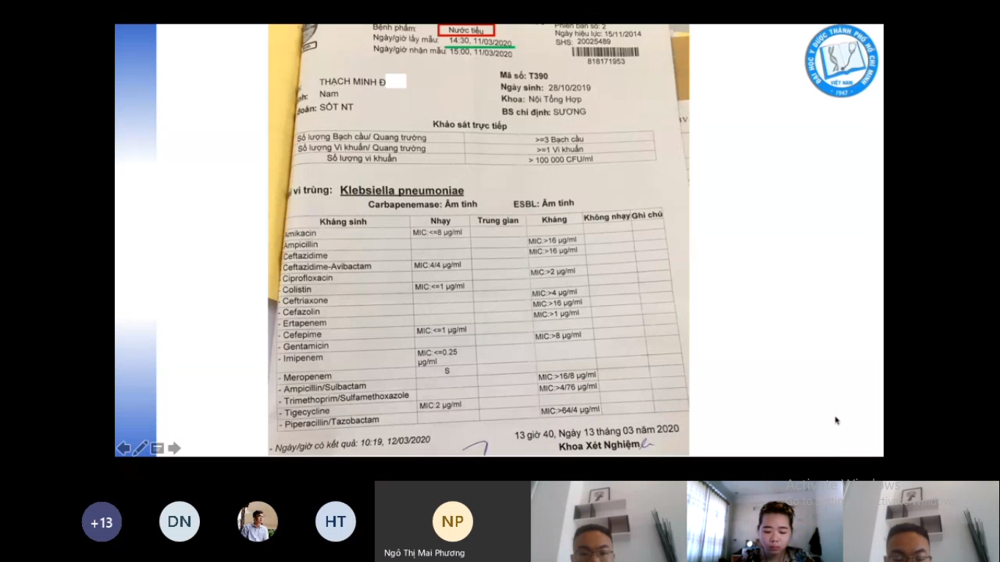 Bệnh phẩm: Nước tiểu
Ngày/giờ lấy mẫu: 14:30, 11/03/2020
Ngày/giờ nhận mẫu: 15:00, 11/03/2020
Phiên bản số: 2
Ngày hiệu lực: 15/11/2014
SHS: 20025489
818171953
ĐẠI HỌC Y DƯỢC THÀNH PHỐ HỒ CHÍ MINH
VIỆT NAM
1947
THẠCH MINH Đ
Nam
đoán: SỐT NT
Mã số: T390
Ngày sinh: 28/10/2019
Khoa: Nội Tổng Hợp
BS chỉ định: SƯƠNG
Khảo sát trực tiếp
Số lượng Bạch cầu/ Quang trường >=3 Bạch cầu
Số lượng Vi khuẩn/ Quang trường >=1 Vi khuẩn
Số lượng vi khuẩn > 100 000 CFU/ml
vi trùng: Klebsiella pneumoniae
Carbapenemase: Âm tính ESBL: Âm tính
Kháng sinh Nhạy Trung gian Kháng Không nhạy Ghi chú
Amikacin MIC:<=8 µg/ml
Ampicillin MIC:>16 µg/ml
Ceftazidime MIC:>16 µg/ml
Ceftazidime-Avibactam MIC:4/4 µg/ml
- Ciprofloxacin MIC:>2 µg/ml
- Colistin MIC:<=1 µg/ml
- Ceftriaxone MIC:>4 µg/ml
- Cefazolin MIC:>16 µg/ml
- Ertapenem MIC:>1 µg/ml
- Cefepime MIC:<=1 µg/ml
- Gentamicin MIC:>8 µg/ml
- Imipenem MIC:<=0.25
µg/ml
- Meropenem S
- Ampicillin/Sulbactam MIC:>16/8 µg/ml
- Trimethoprim/Sulfamethoxazole MIC:>4/76 µg/ml
- Tigecycline MIC:2 µg/ml
- Piperacillin/Tazobactam MIC:>64/4 µg/ml
- Ngày/giờ có kết quả: 10:19, 12/03/2020
13 giờ 40, Ngày 13 tháng 03 năm 2020
Khoa Xét Nghiệm
Activate Windows
+13
DN
HT
NP
Ngô Thị Mai Phương